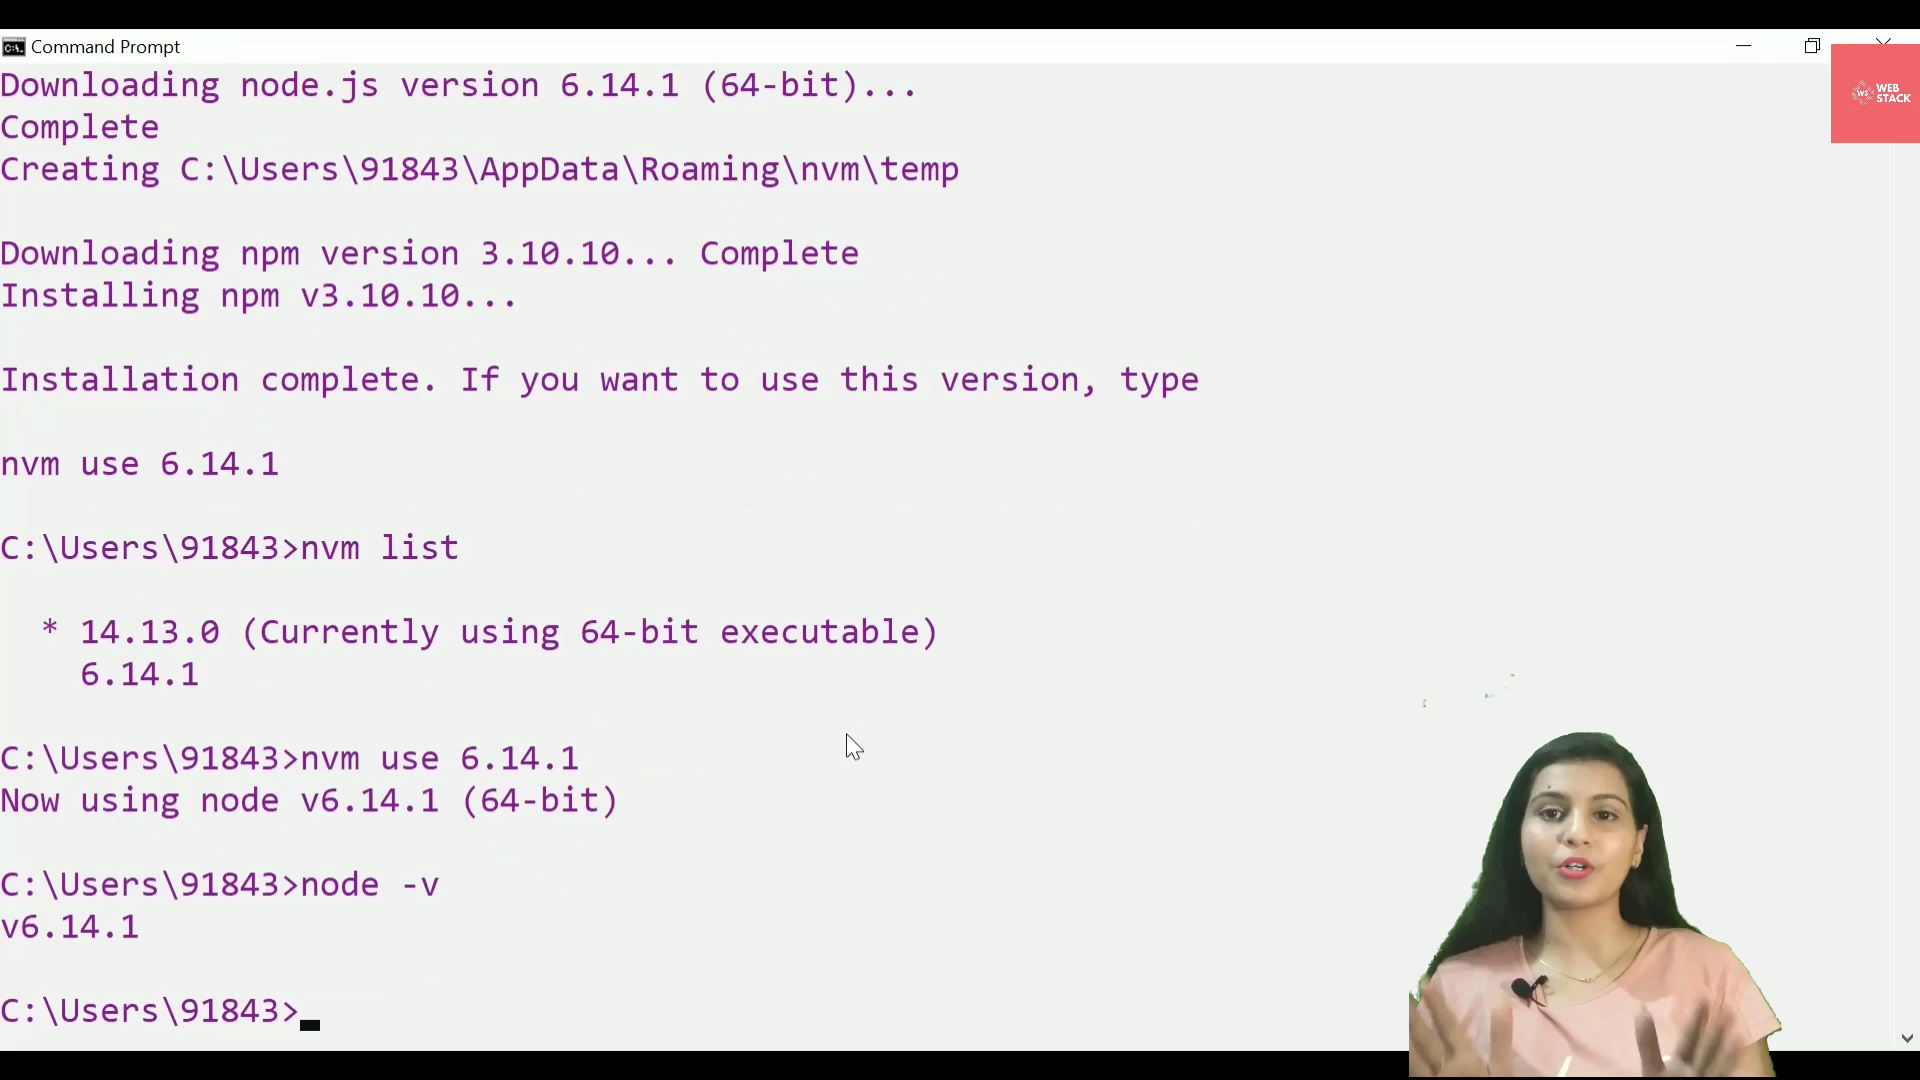 Command Prompt
WS WEB
STACK
Downloading node.js version 6.14.1 (64-bit)...
Complete
Creating C:\Users\91843\AppData\Roaming\nvm\temp
Downloading npm version 3.10.10... Complete
Installing npm v3.10.10...
Installation complete. If you want to use this version, type
nvm use 6.14.1
C:\Users\91843>nvm list
* 14.13.0 (Currently using 64-bit executable)
6.14.1
C:\Users\91843>nvm use 6.14.1
Now using node v6.14.1 (64-bit)
C:\Users\91843>node -v
v6.14.1
C:\Users\91843>